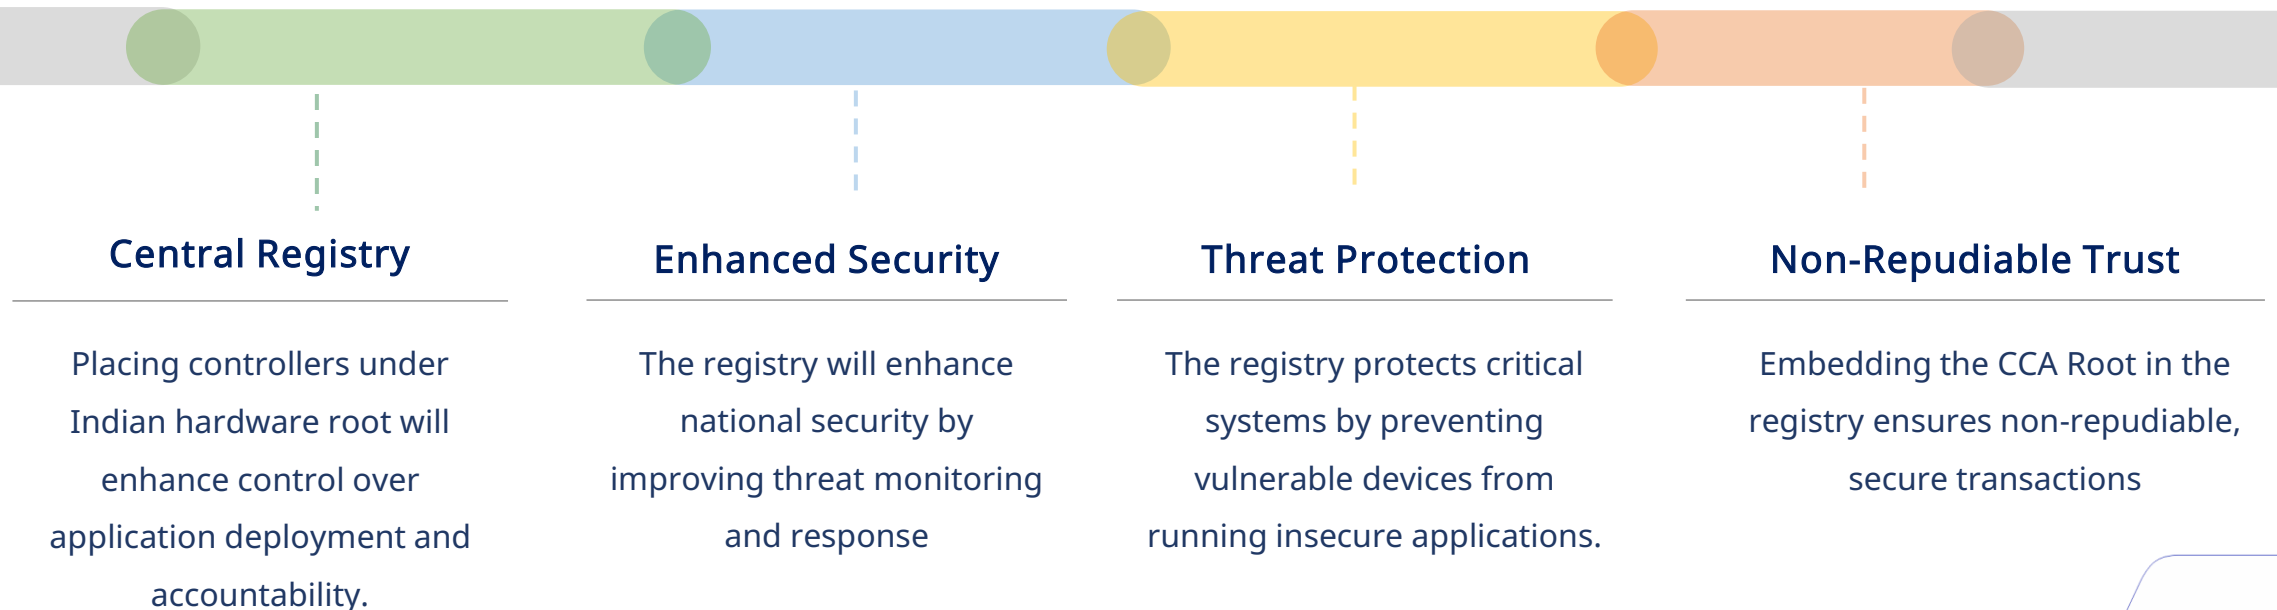 Central Registry
Placing controllers under
Indian hardware root will
enhance control over
application deployment and
accountability.
Enhanced Security
The registry will enhance
national security by
improving threat monitoring
and response
Threat Protection
The registry protects critical
systems by preventing
vulnerable devices from
running insecure applications.
Non-Repudiable Trust
Embedding the CCA Root in the
registry ensures non-repudiable,
secure transactions